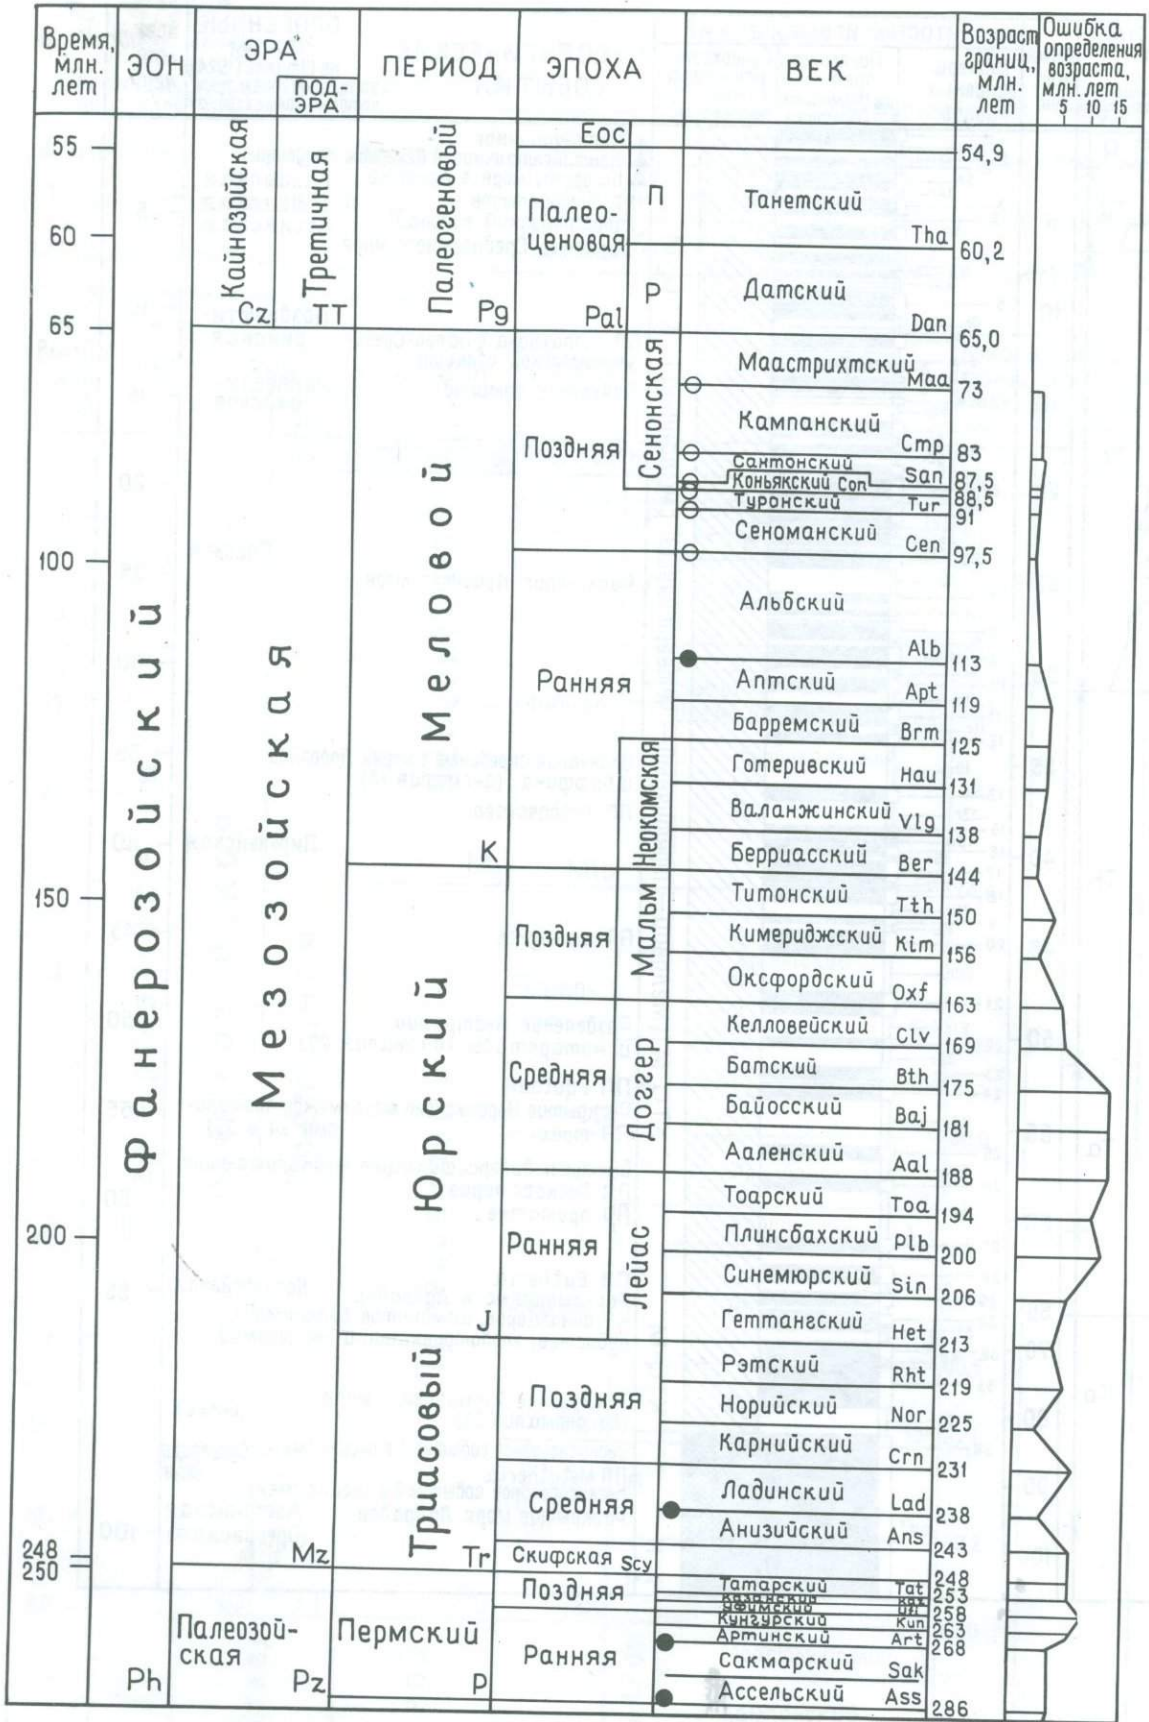 Время, млн. лет
ЭОН
ЭРА
ПОД-ЭРА
ПЕРИОД
ЭПОХА
ВЕК
Возраст границ, млн. лет
Ошибка определения возраста, млн. лет
5 10 15
55
60
65
100
150
200
248
250
Фанерозойский
Ph
Кайнозойская
Cz
Третичная
TT
Мезозойская
Mz
Палеозой-
ская
Pz
Палеогеновый
Pg
Меловой
K
Юрский
J
Триасовый
Tr
Пермский
P
Eoc
Палео-
ценовая
Pal
П
Р
Поздняя
Сенонская
Ранняя
Неокомская
Поздняя
Мальм
Средняя
Доггер
Ранняя
Лейас
Поздняя
Средняя
Скифская Scy
Поздняя
Ранняя
54,9
Танетский Tha 60,2
Датский Dan 65,0
Маастрихтский Maa 73
Кампанский Cmp 83
Сантонский San 87,5
Коньякский Con 88,5
Туронский Tur 91
Сеноманский Cen 97,5
Альбский Alb 113
Аптский Apt 119
Барремский Brm 125
Готеривский Hau 131
Валанжинский Vlg 138
Берриасский Ber 144
Титонский Tth 150
Кимериджский Kim 156
Оксфордский Oxf 163
Келловейский Clv 169
Батский Bth 175
Байосский Baj 181
Ааленский Aal 188
Тоарский Toa 194
Плинсбахский Plb 200
Синемюрский Sin 206
Геттангский Het 213
Рэтский Rht 219
Норийский Nor 225
Карнийский Crn 231
Ладинский Lad 238
Анизийский Ans 243
248
Татарский Tat 253
Казанский
Уфимский Ufi 258
Кунгурский Kun 263
Артинский Art 268
Сакмарский Sak
Ассельский Ass 286